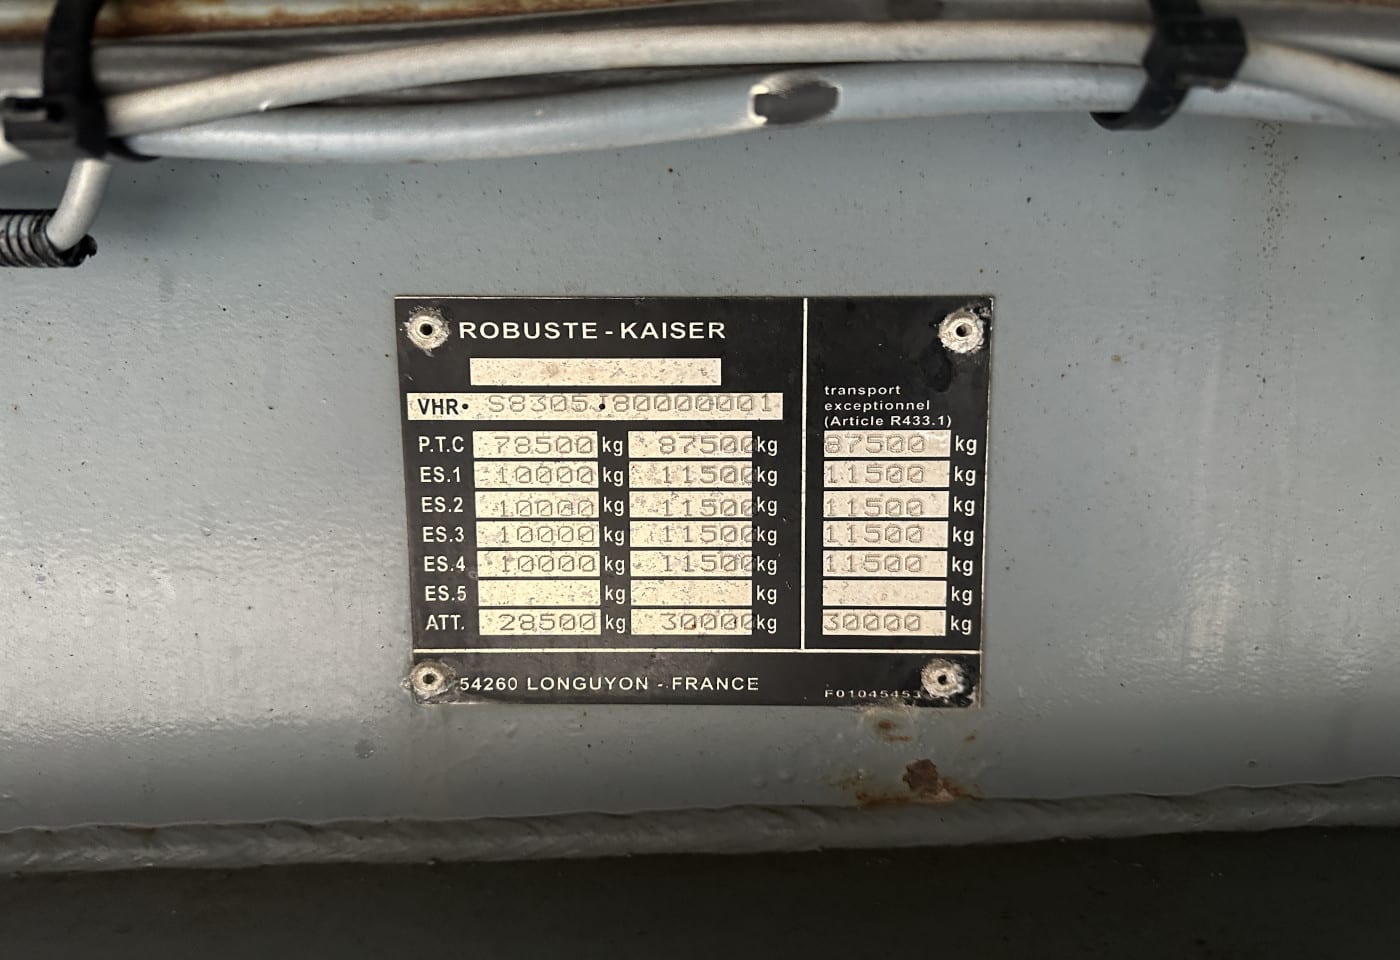 ROBUSTE - KAISER
VHR. S8305J80000001
transport
exceptionnel
(Article R433.1)
P.T.C 78500 kg 87500 kg 87500 kg
ES.1 10000 kg 11500 kg 11500 kg
ES.2 10000 kg 11500 kg 11500 kg
ES.3 10000 kg 11500 kg 11500 kg
ES.4 10000 kg 11500 kg 11500 kg
ES.5 kg kg kg
ATT. 28500 kg 30000 kg 30000 kg
54260 LONGUYON - FRANCE